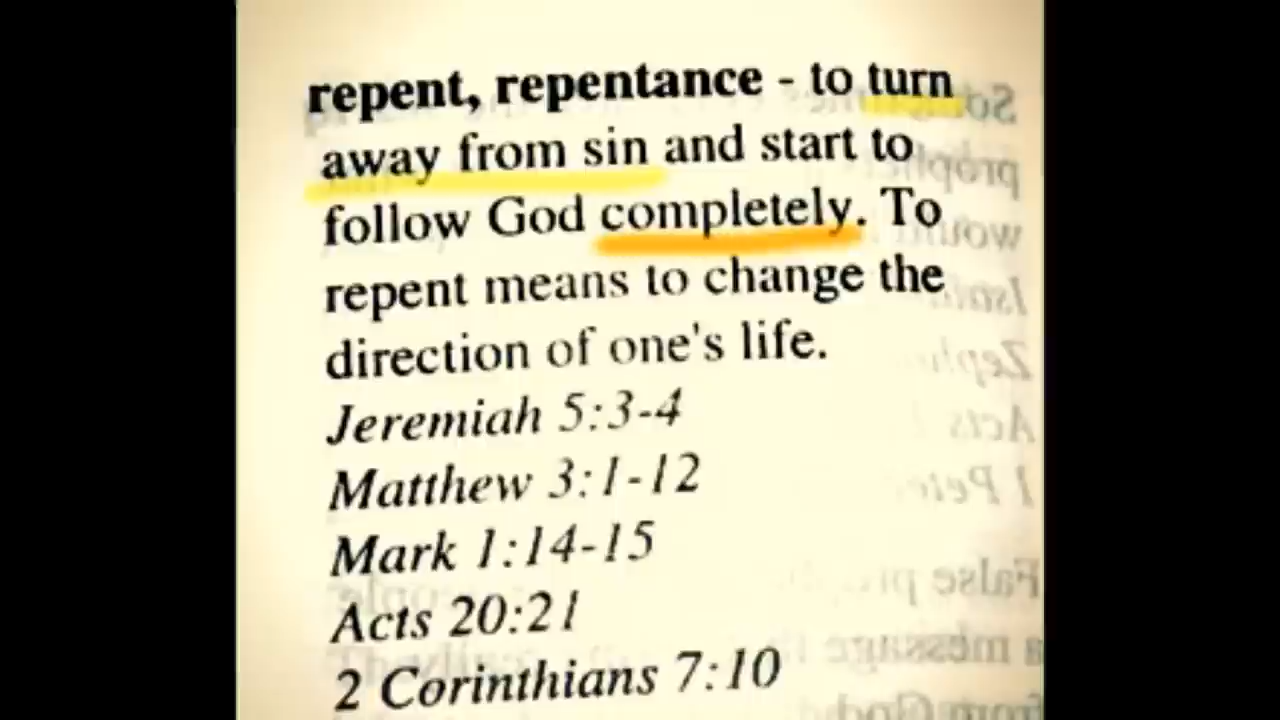 repent, repentance - to turn
away from sin and start to
follow God completely. To
repent means to change the
direction of one's life.
Jeremiah 5:3-4
Matthew 3:1-12
Mark 1:14-15
Acts 20:21
2 Corinthians 7:10